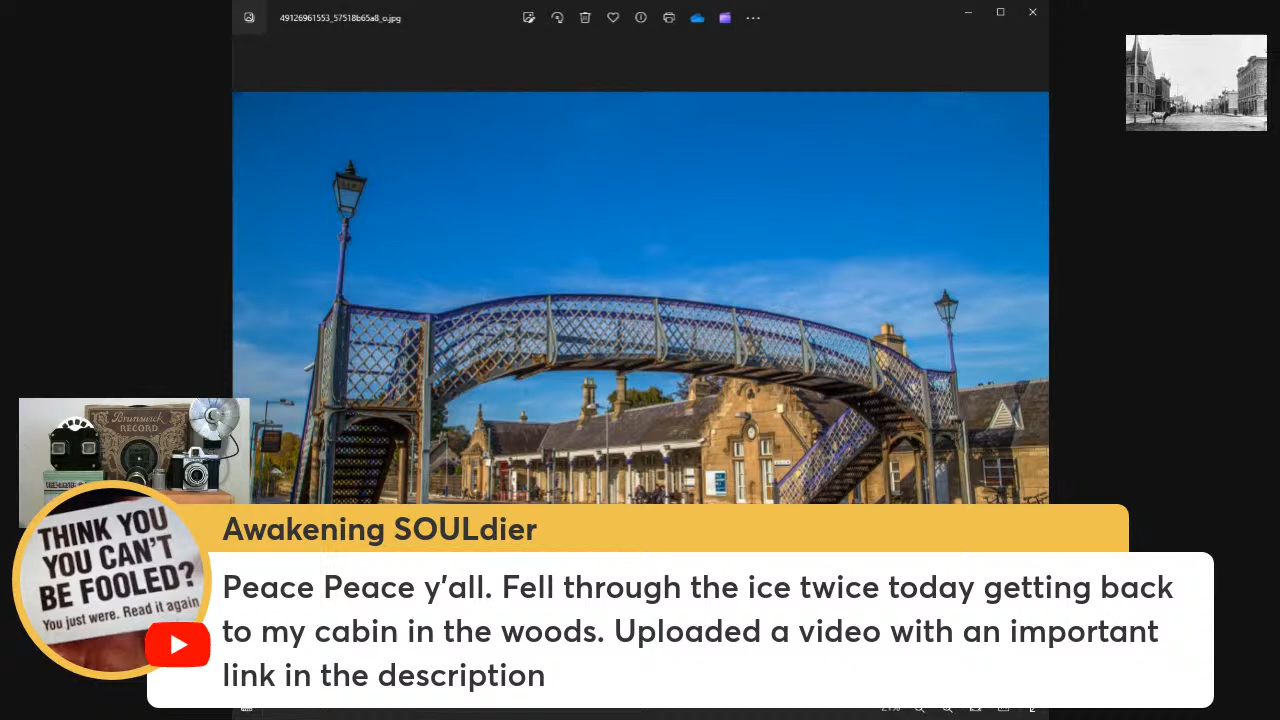 49126961553_57518b65a8_o.jpg
Brunswick
RECORD
THINK YOU
YOU CAN'T
BE FOOLED?
You just were. Read it again
Awakening SOULdier
Peace Peace y'all. Fell through the ice twice today getting back
to my cabin in the woods. Uploaded a video with an important
link in the description